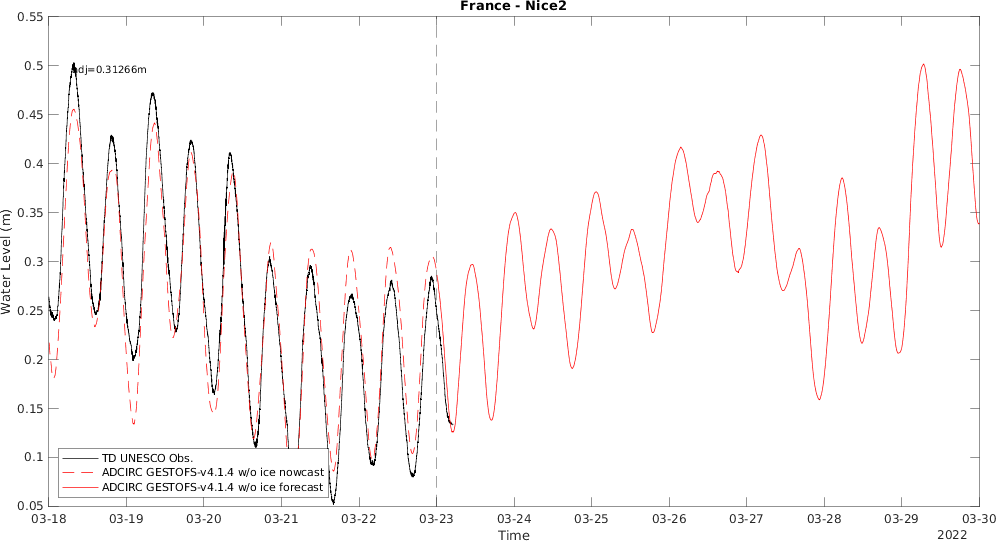 France - Nice2
0.55
0.5
0.45
0.4
0.35
0.3
0.25
0.2
0.15
0.1
0.05
Water Level (m)
adj=0.31266m
TD UNESCO Obs.
ADCIRC GESTOFS-v4.1.4 w/o ice nowcast
ADCIRC GESTOFS-v4.1.4 w/o ice forecast
03-18 03-19 03-20 03-21 03-22 03-23 03-24 03-25 03-26 03-27 03-28 03-29 03-30
Time
2022